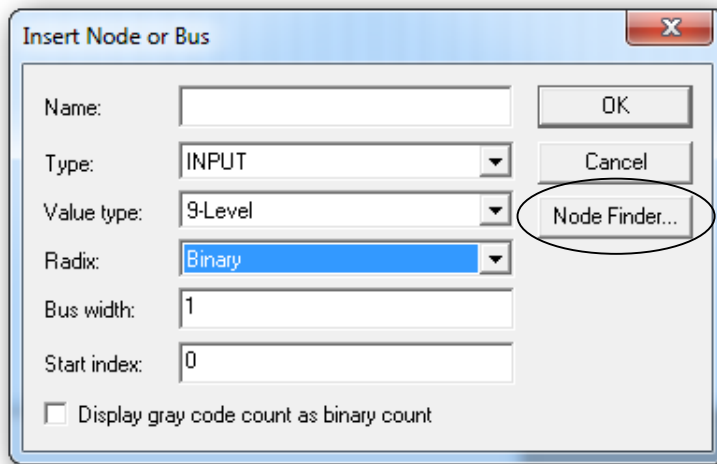 Insert Node or Bus
Name:
OK
Type: INPUT
Cancel
Value type: 9-Level
Node Finder...
Radix: Binary
Bus width: 1
Start index: 0
Display gray code count as binary count